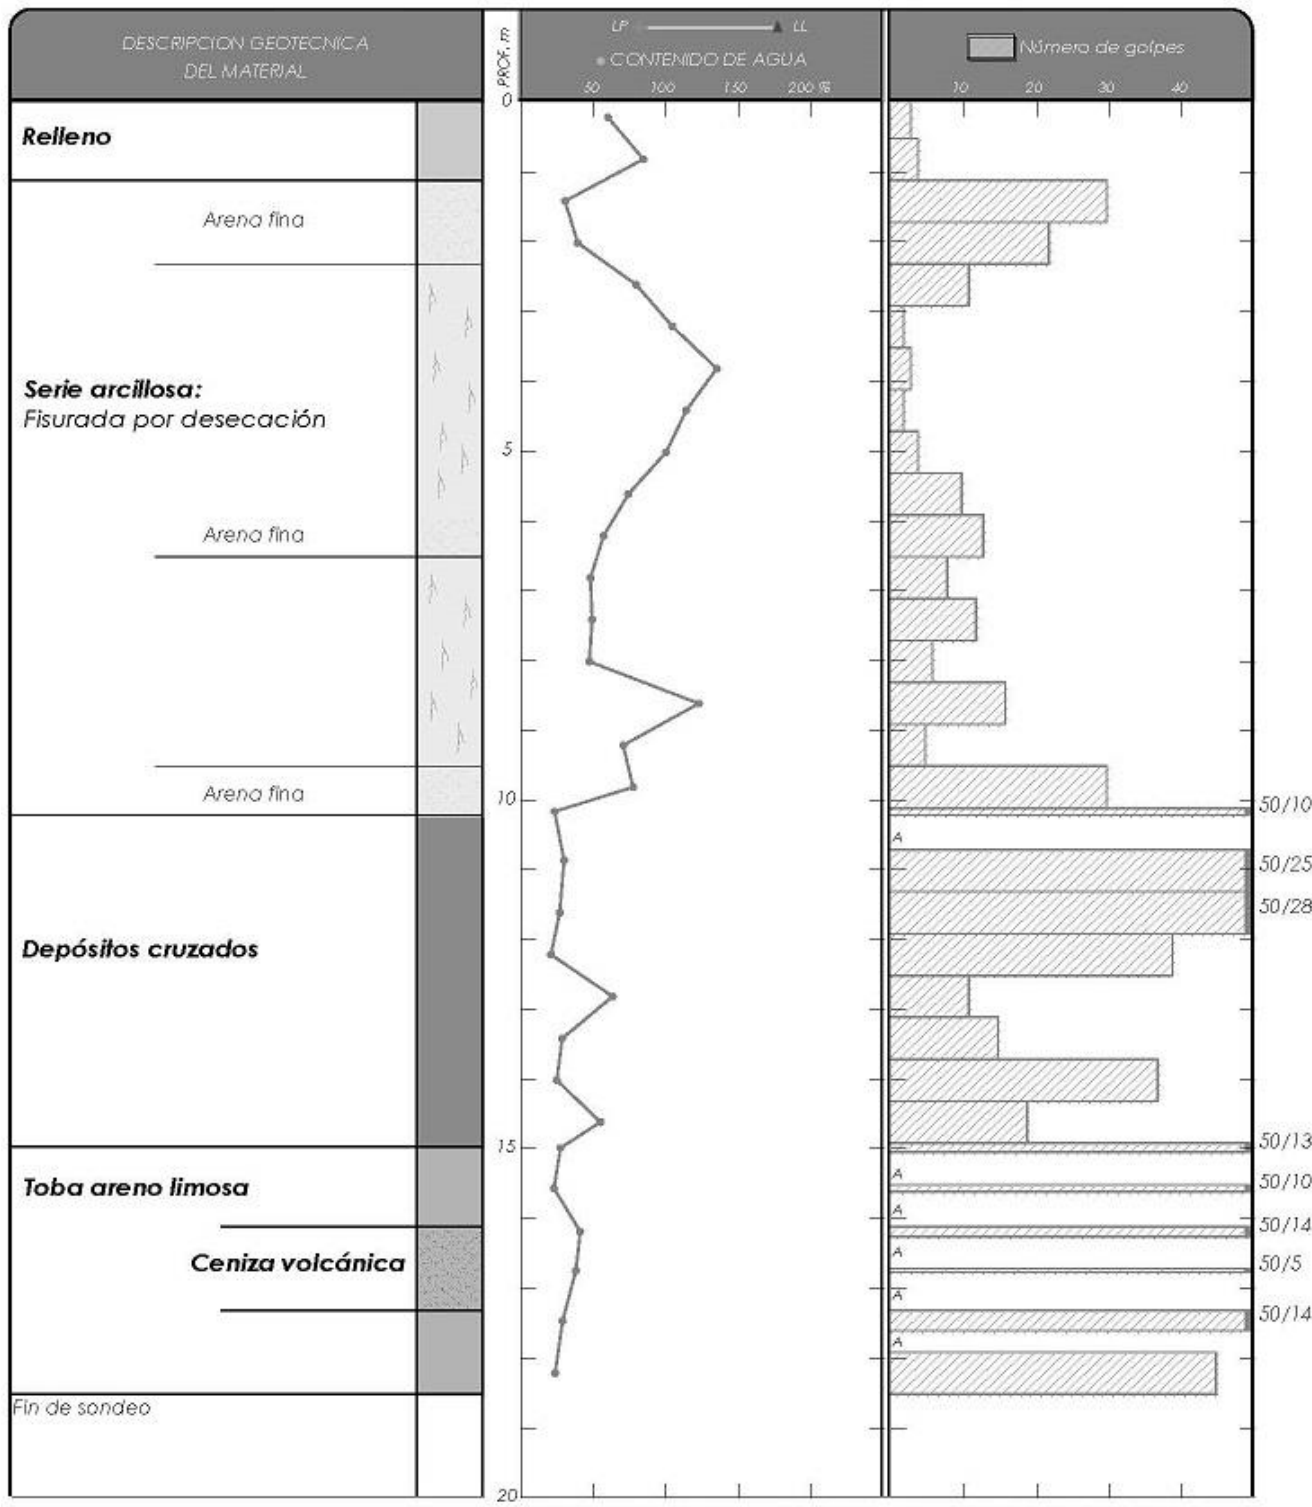 DESCRIPCION GEOTECNICA
DEL MATERIAL
PROF, m
LP LL
CONTENIDO DE AGUA
50 100 150 200 %
Número de golpes
10 20 30 40
0
Relleno
Arena fina
Serie arcillosa:
Fisurada por desecación
5
Arena fina
Arena fina
10
50/10
A
50/25
50/28
Depósitos cruzados
15
50/13
A
Toba areno limosa
50/10
A
50/14
A
Ceniza volcánica
50/5
A
50/14
A
Fin de sondeo
20